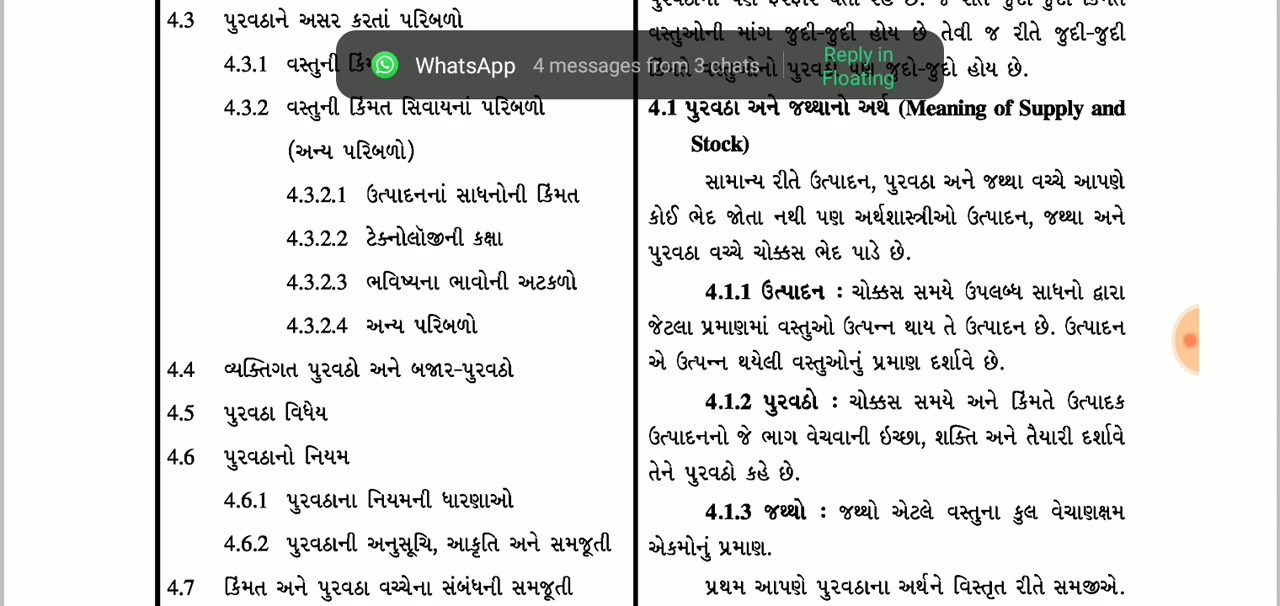 4.3 પુરવઠાને અસર કરતાં પરિબળો
4.3.1 વસ્તુની
4.3.2 વસ્તુની કિંમત સિવાયનાં પરિબળો
(અન્ય પરિબળો)
4.3.2.1 ઉત્પાદનનાં સાધનોની કિંમત
4.3.2.2 ટેક્નોલૉજીની કક્ષા
4.3.2.3 ભવિષ્યના ભાવોની અટકળો
4.3.2.4 અન્ય પરિબળો
4.4 વ્યક્તિગત પુરવઠો અને બજાર-પુરવઠો
4.5 પુરવઠા વિધેય
4.6 પુરવઠાનો નિયમ
4.6.1 પુરવઠાના નિયમની ધારણાઓ
4.6.2 પુરવઠાની અનુસૂચિ, આકૃતિ અને સમજૂતી
4.7 કિંમત અને પુરવઠા વચ્ચેના સંબંધની સમજૂતી
WhatsApp 4 messages from 3 chats
Reply in
Floating
વસ્તુઓની માંગ જુદી-જુદી હોય છે તેવી જ રીતે જુદી-જુદી
પુરવઠો પણ જુદો-જુદો હોય છે.
4.1 પુરવઠા અને જથ્થાનો અર્થ (Meaning of Supply and
Stock)
સામાન્ય રીતે ઉત્પાદન, પુરવઠા અને જથ્થા વચ્ચે આપણે
કોઈ ભેદ જોતા નથી પણ અર્થશાસ્ત્રીઓ ઉત્પાદન, જથ્થા અને
પુરવઠા વચ્ચે ચોક્કસ ભેદ પાડે છે.
4.1.1 ઉત્પાદન : ચોક્કસ સમયે ઉપલબ્ધ સાધનો દ્વારા
જેટલા પ્રમાણમાં વસ્તુઓ ઉત્પન્ન થાય તે ઉત્પાદન છે. ઉત્પાદન
એ ઉત્પન્ન થયેલી વસ્તુઓનું પ્રમાણ દર્શાવે છે.
4.1.2 પુરવઠો : ચોક્કસ સમયે અને કિંમતે ઉત્પાદક
ઉત્પાદનનો જે ભાગ વેચવાની ઇચ્છા, શક્તિ અને તૈયારી દર્શાવે
તેને પુરવઠો કહે છે.
4.1.3 જથ્થો : જથ્થો એટલે વસ્તુના કુલ વેચાણક્ષમ
એકમોનું પ્રમાણ.
પ્રથમ આપણે પુરવઠાના અર્થને વિસ્તૃત રીતે સમજીએ.